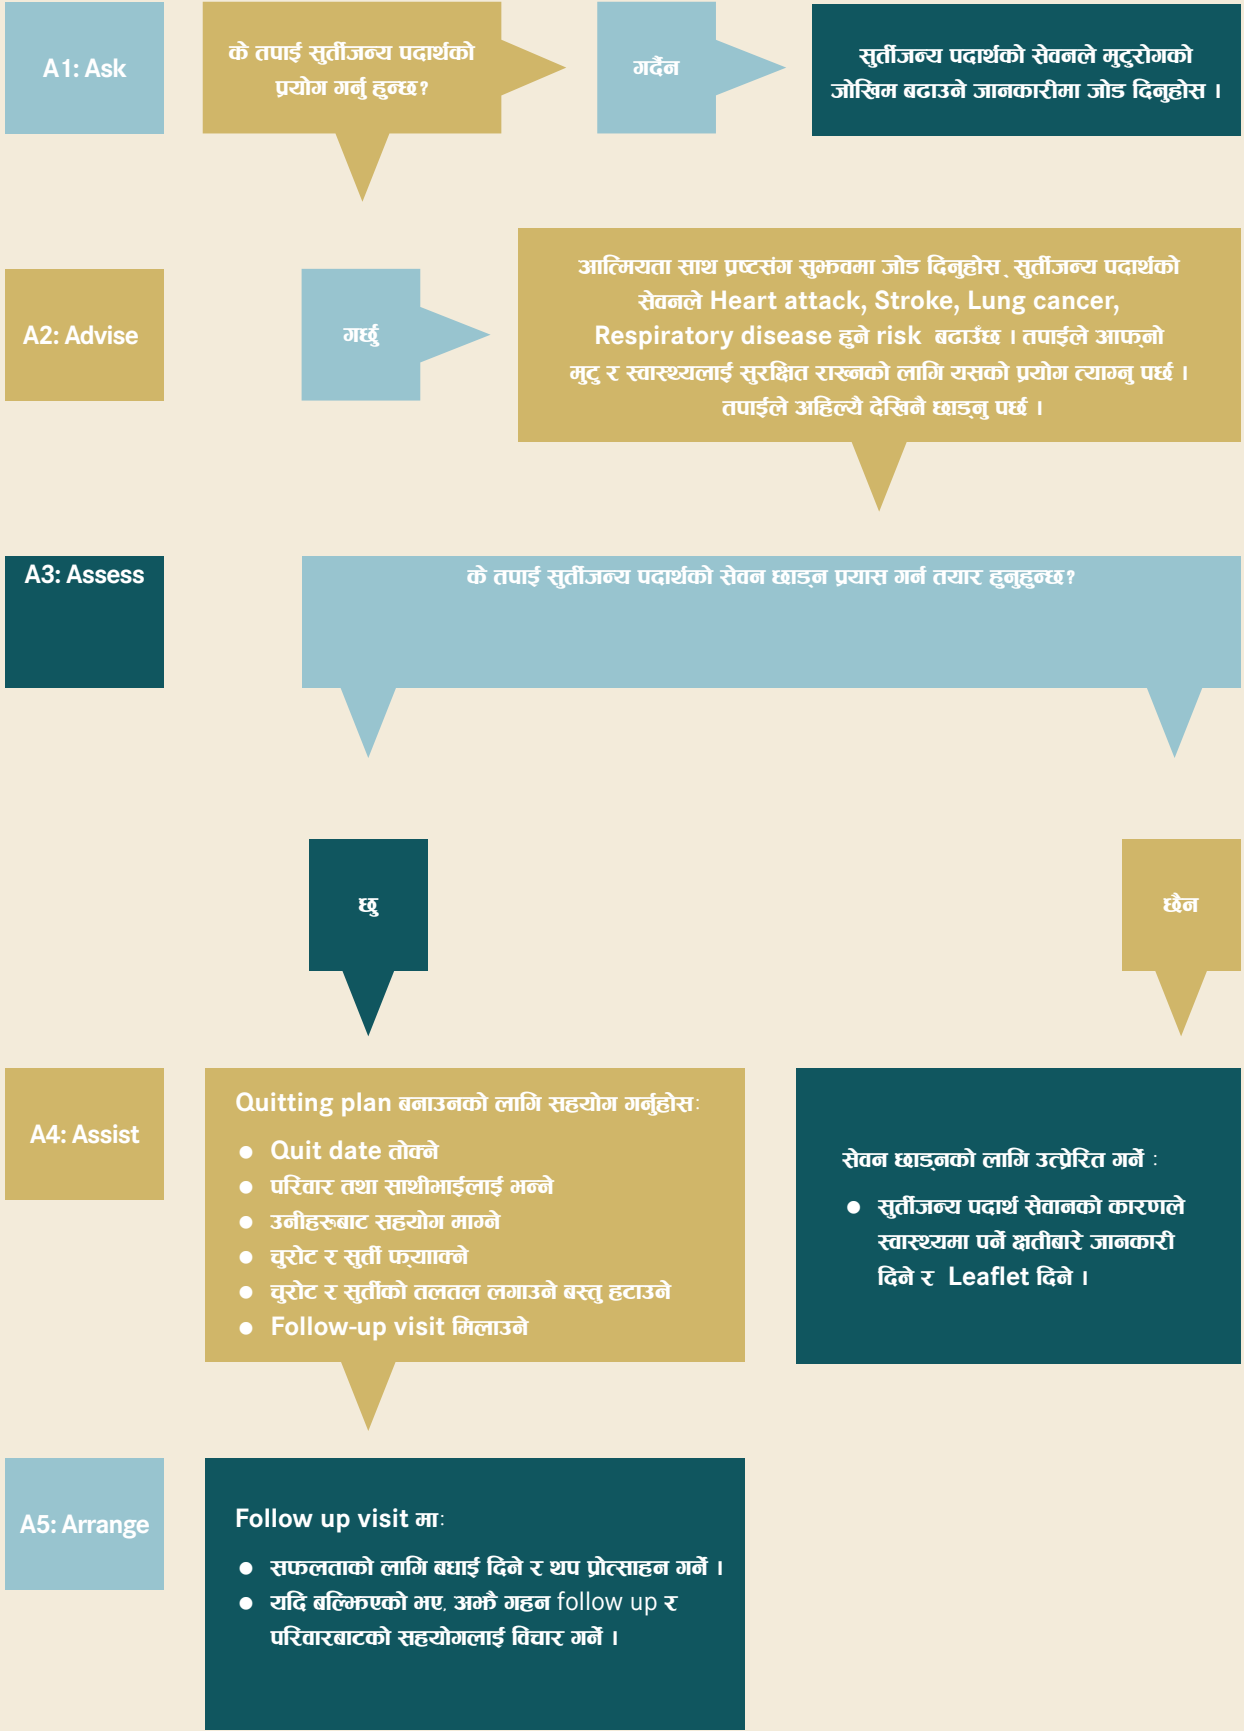 A1: Ask
के तपाई सुर्तीजन्य पदार्थको
प्रयोग गर्नु हुन्छ?
गर्दैन
सुर्तीजन्य पदार्थको सेवनले मुटुरोगको
जोखिम बढाउने जानकारीमा जोड दिनुहोस ।
A2: Advise
गर्छु
आत्मियता साथ प्रष्टसंग सुझवमा जोड दिनुहोस् सुर्तीजन्य पदार्थको
सेवनले Heart attack, Stroke, Lung cancer,
Respiratory disease हुने risk बढाउँछ । तपाईले आफ्नो
मुटु र स्वास्थ्यलाई सुरक्षित राख्नको लागि यसको प्रयोग त्याग्नु पर्छ ।
तपाईले अहिल्यै देखिनै छाड्नु पर्छ ।
A3: Assess
के तपाई सुर्तीजन्य पदार्थको सेवन छाड्न प्रयास गर्न तयार हुनुहुन्छ?
छु
छैन
A4: Assist
Quitting plan बनाउनको लागि सहयोग गर्नुहोस:
● Quit date तोक्ने
● परिवार तथा साथीभाईलाई भन्ने
● उनीहरुबाट सहयोग माग्ने
● चुरोट र सुर्ती फ्यााक्ने
● चुरोट र सुर्तीको तलतल लगाउने बस्तु हटाउने
● Follow-up visit मिलाउने
सेवन छाड्नको लागि उत्प्रेरित गर्ने :
● सुर्तीजन्य पदार्थ सेवानको कारणले
स्वास्थ्यमा पर्ने क्षतीबारे जानकारी
दिने र Leaflet दिने ।
A5: Arrange
Follow up visit मा:
● सफलताको लागि बधाई दिने र थप प्रोत्साहन गर्ने ।
● यदि बल्झिएको भए, अझै गहन follow up र
परिवारबाटको सहयोगलाई विचार गर्ने ।